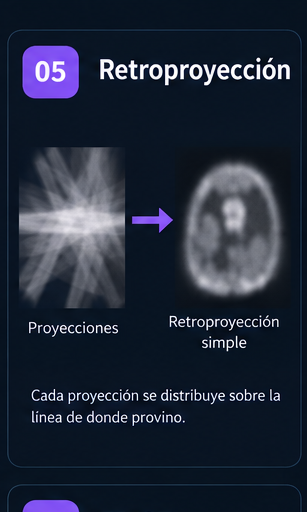 05
Retroproyección
Proyecciones
Retroproyección
simple
Cada proyección se distribuye sobre la
línea de donde provino.